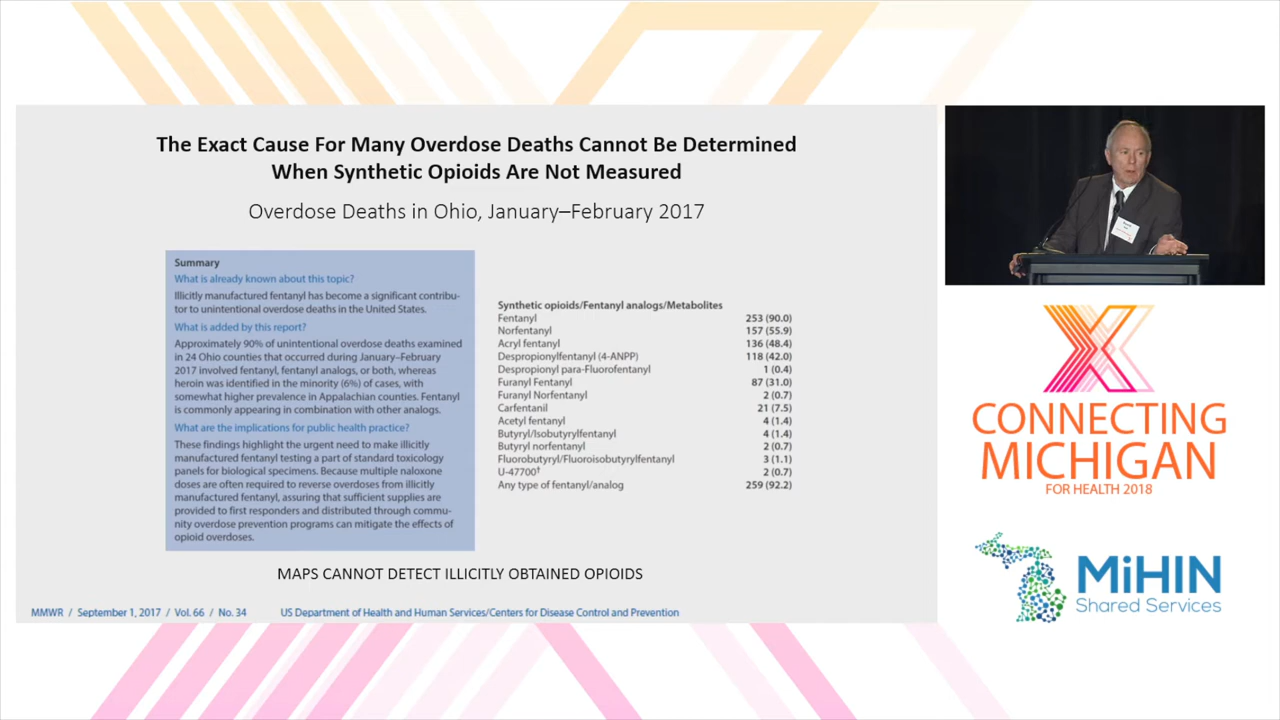 The Exact Cause For Many Overdose Deaths Cannot Be Determined
When Synthetic Opioids Are Not Measured
Overdose Deaths in Ohio, January–February 2017
Summary
What is already known about this topic?
Illicitly manufactured fentanyl has become a significant contribu-
tor to unintentional overdose deaths in the United States.
What is added by this report?
Approximately 90% of unintentional overdose deaths examined
in 24 Ohio counties that occurred during January–February
2017 involved fentanyl, fentanyl analogs, or both, whereas
heroin was identified in the minority (6%) of cases, with
somewhat higher prevalence in Appalachian counties. Fentanyl
is commonly appearing in combination with other analogs.
What are the implications for public health practice?
These findings highlight the urgent need to make illicitly
manufactured fentanyl testing a part of standard toxicology
panels for biological specimens. Because multiple naloxone
doses are often required to reverse overdoses from illicitly
manufactured fentanyl, assuring that sufficient supplies are
provided to first responders and distributed through commu-
nity overdose prevention programs can mitigate the effects of
opioid overdoses.
Synthetic opioids/Fentanyl analogs/Metabolites
Fentanyl 253 (90.0)
Norfentanyl 157 (55.9)
Acryl fentanyl 136 (48.4)
Despropionylfentanyl (4-ANPP) 118 (42.0)
Despropionyl para-Fluorofentanyl 1 (0.4)
Furanyl Fentanyl 87 (31.0)
Furanyl Norfentanyl 2 (0.7)
Carfentanil 21 (7.5)
Acetyl fentanyl 4 (1.4)
Butyryl/Isobutyrylfentanyl 4 (1.4)
Butyryl norfentanyl 2 (0.7)
Fluorobutyryl/Fluoroisobutyrylfentanyl 3 (1.1)
U-47700† 2 (0.7)
Any type of fentanyl/analog 259 (92.2)
MAPS CANNOT DETECT ILLICITLY OBTAINED OPIOIDS
MMWR / September 1, 2017 / Vol. 66 / No. 34 US Department of Health and Human Services/Centers for Disease Control and Prevention
CONNECTING
MICHIGAN
FOR HEALTH 2018
MiHIN
Shared Services